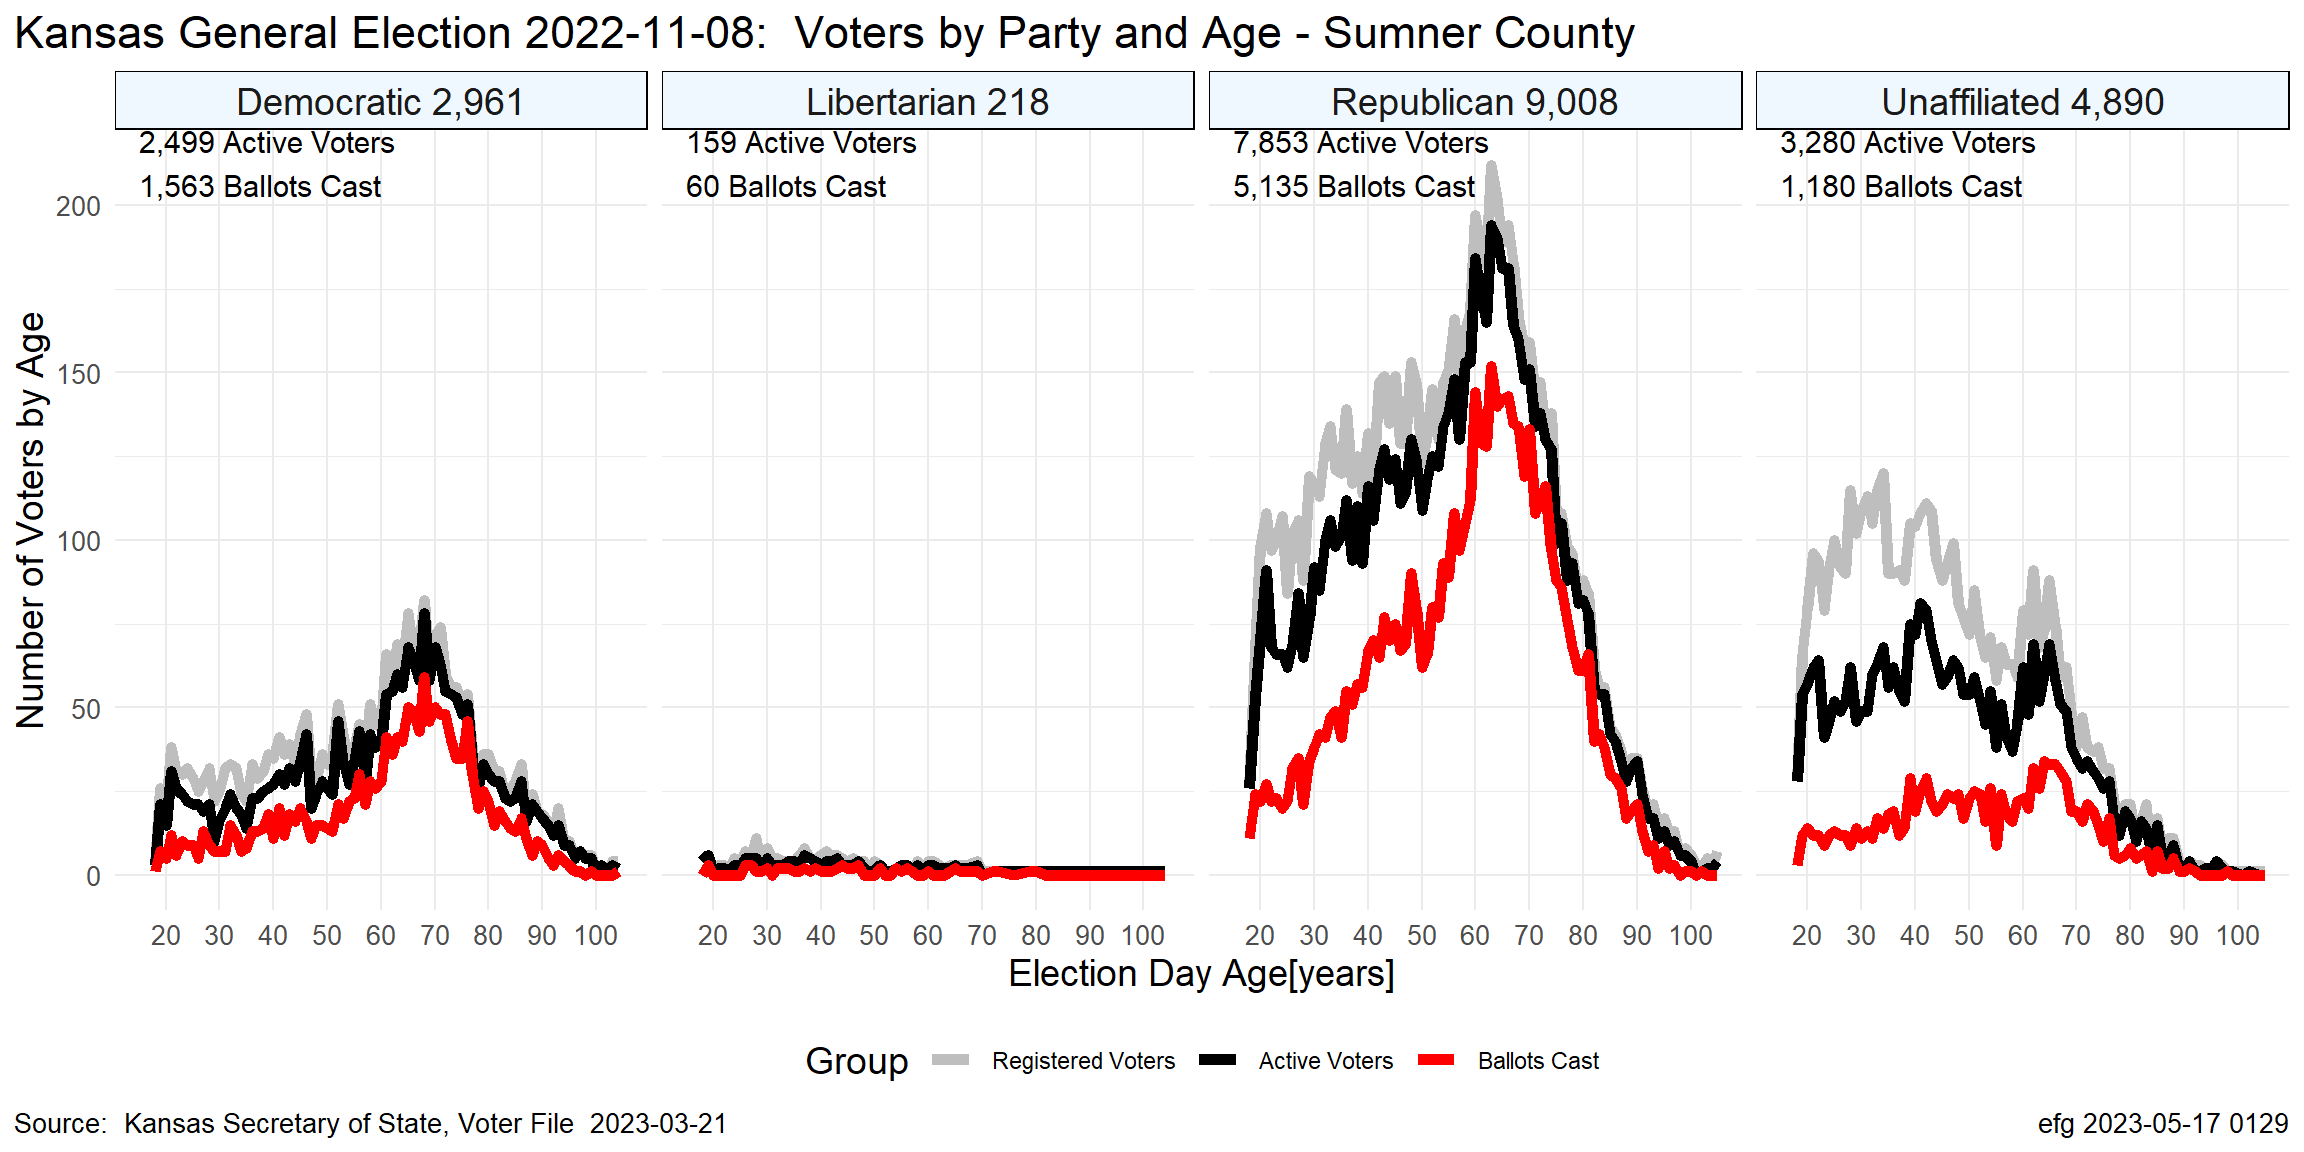 Kansas General Election 2022-11-08:  Voters by Party and Age - Sumner County
Democratic 2,961
Libertarian 218
Republican 9,008
Unaffiliated 4,890
2,499 Active Voters
1,563 Ballots Cast
159 Active Voters
60 Ballots Cast
7,853 Active Voters
5,135 Ballots Cast
3,280 Active Voters
1,180 Ballots Cast
Number of Voters by Age
200
150
100
50
0
20 30 40 50 60 70 80 90 100
20 30 40 50 60 70 80 90 100
20 30 40 50 60 70 80 90 100
20 30 40 50 60 70 80 90 100
Election Day Age[years]
Group Registered Voters Active Voters Ballots Cast
Source:  Kansas Secretary of State, Voter File  2023-03-21
efg 2023-05-17 0129